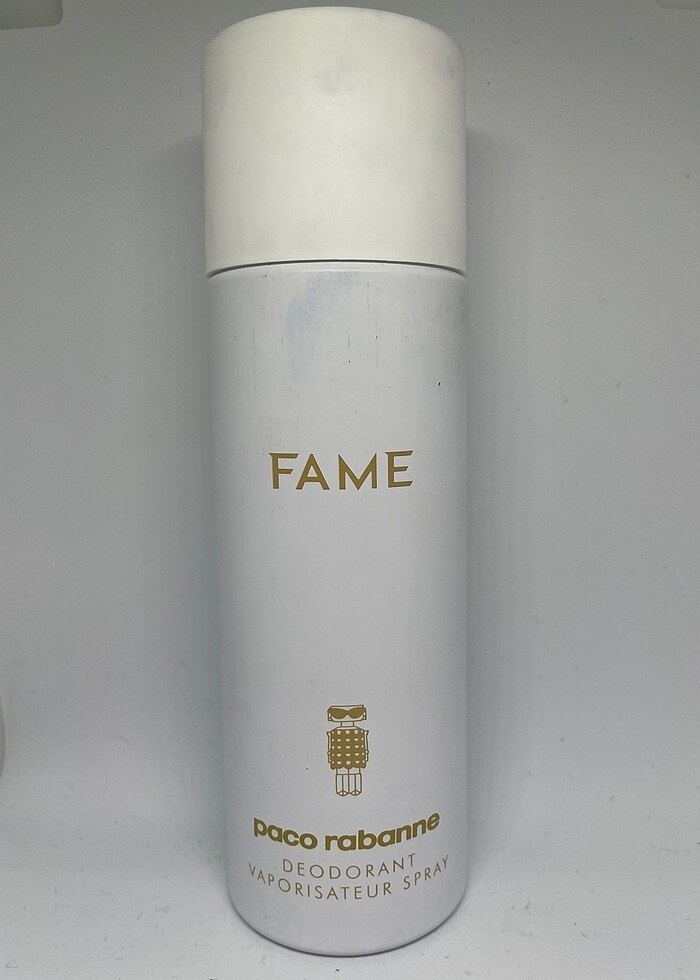 FAME
paco rabanne
DEODORANT
VAPORISATEUR SPRAY